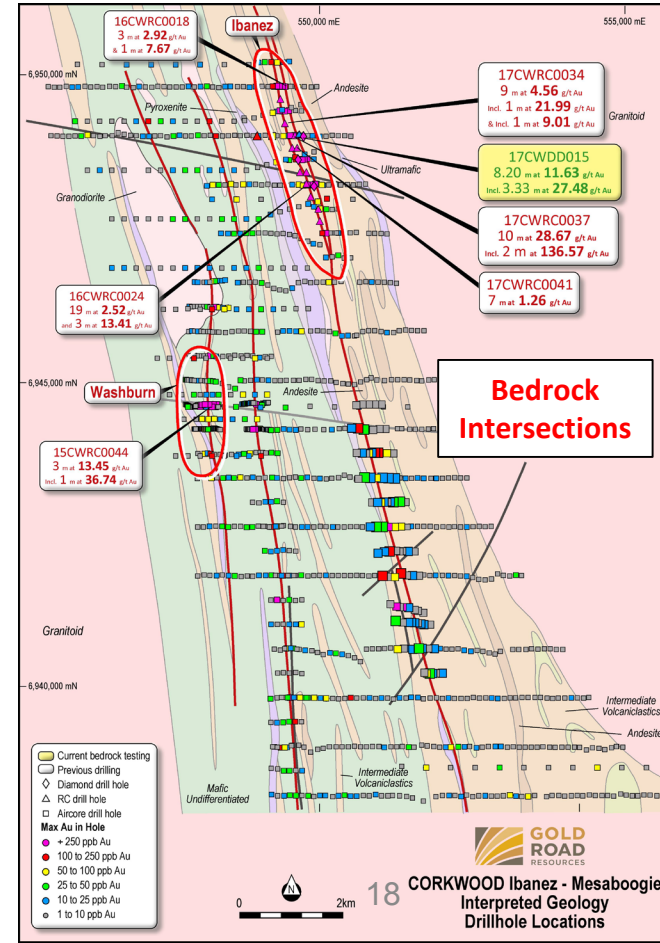 16CWRC0018
3 m at 2.92 g/t Au
& 1 m at 7.67 g/t Au
Ibanez
550,000 mE
555,000 mE
6,950,000 mN
Andesite
Pyroxenite
17CWRC0034
9 m at 4.56 g/t Au
Incl. 1 m at 21.99 g/t Au
& Incl. 1 m at 9.01 g/t Au
Granitoid
Ultramafic
17CWDD015
8.20 m at 11.63 g/t Au
Incl. 3.33 m at 27.48 g/t Au
Granodiorite
17CWRC0037
10 m at 28.67 g/t Au
Incl. 2 m at 136.57 g/t Au
17CWRC0041
7 m at 1.26 g/t Au
16CWRC0024
19 m at 2.52 g/t Au
and 3 m at 13.41 g/t Au
6,945,000 mN
Washburn
Andesite
Bedrock
Intersections
15CWRC0044
3 m at 13.45 g/t Au
Incl. 1 m at 36.74 g/t Au
Granitoid
6,940,000 mN
Intermediate
Volcaniclastics
Andesite
Intermediate
Volcaniclastics
Mafic
Undifferentiated
Current bedrock testing
Previous drilling
Diamond drill hole
RC drill hole
Aircore drill hole
Max Au in Hole
+ 250 ppb Au
100 to 250 ppb Au
50 to 100 ppb Au
25 to 50 ppb Au
10 to 25 ppb Au
1 to 10 ppb Au
N
0 2km
18
GOLD
ROAD
RESOURCES
CORKWOOD Ibanez - Mesaboogie
Interpreted Geology
Drillhole Locations